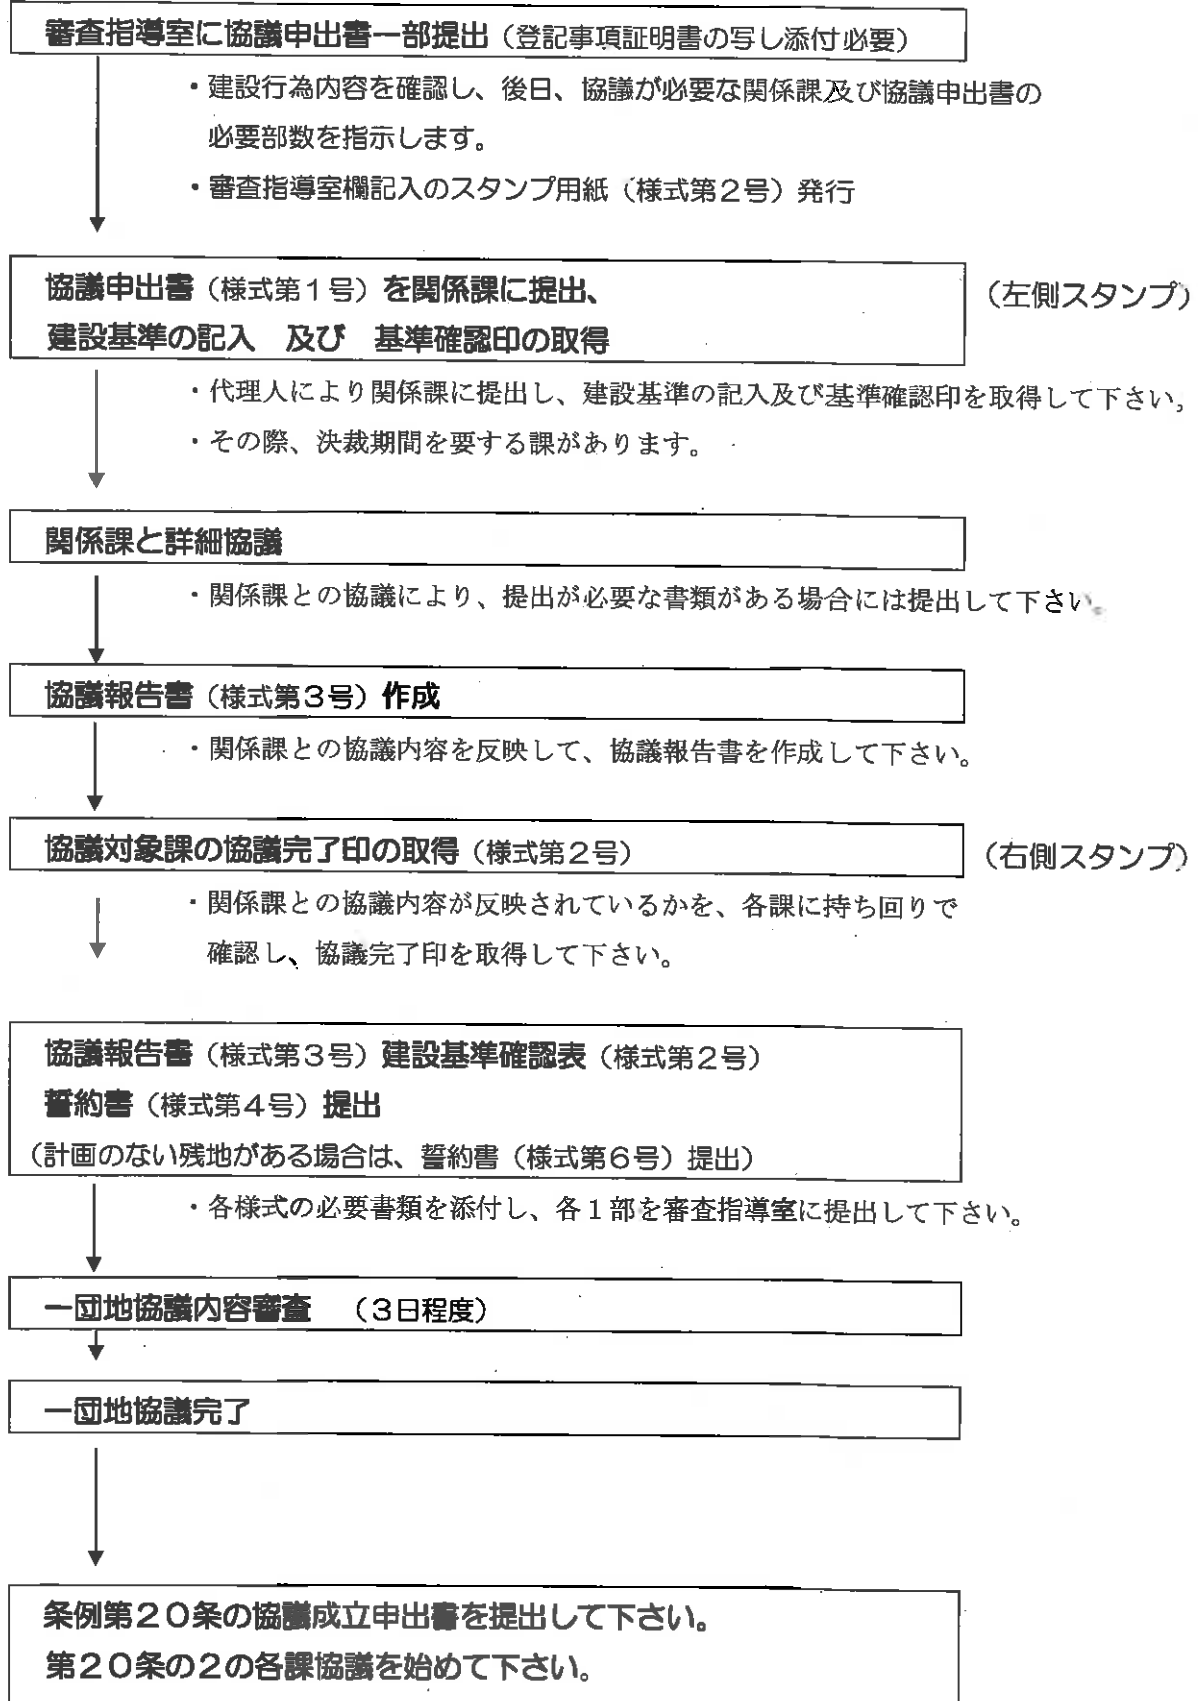 審査指導室に協議申出書一部提出（登記事項証明書の写し添付必要）
・建設行為内容を確認し、後日、協議が必要な関係課及び協議申出書の
必要部数を指示します。
・審査指導室欄記入のスタンプ用紙（様式第２号）発行
協議申出書（様式第１号）を関係課に提出、
（左側スタンプ）
建設基準の記入　及び　基準確認印の取得
・代理人により関係課に提出し、建設基準の記入及び基準確認印を取得して下さい。
・その際、決裁期間を要する課があります。
関係課と詳細協議
・関係課との協議により、提出が必要な書類がある場合には提出して下さい。
協議報告書（様式第３号）作成
・関係課との協議内容を反映して、協議報告書を作成して下さい。
協議対象課の協議完了印の取得（様式第２号）
（右側スタンプ）
・関係課との協議内容が反映されているかを、各課に持ち回りで
確認し、協議完了印を取得して下さい。
協議報告書（様式第３号）建設基準確認表（様式第２号）
誓約書（様式第４号）提出
（計画のない残地がある場合は、誓約書（様式第６号）提出）
・各様式の必要書類を添付し、各１部を審査指導室に提出して下さい。
一団地協議内容審査　（３日程度）
一団地協議完了
条例第２０条の協議成立申出書を提出して下さい。
第２０条の２の各課協議を始めて下さい。